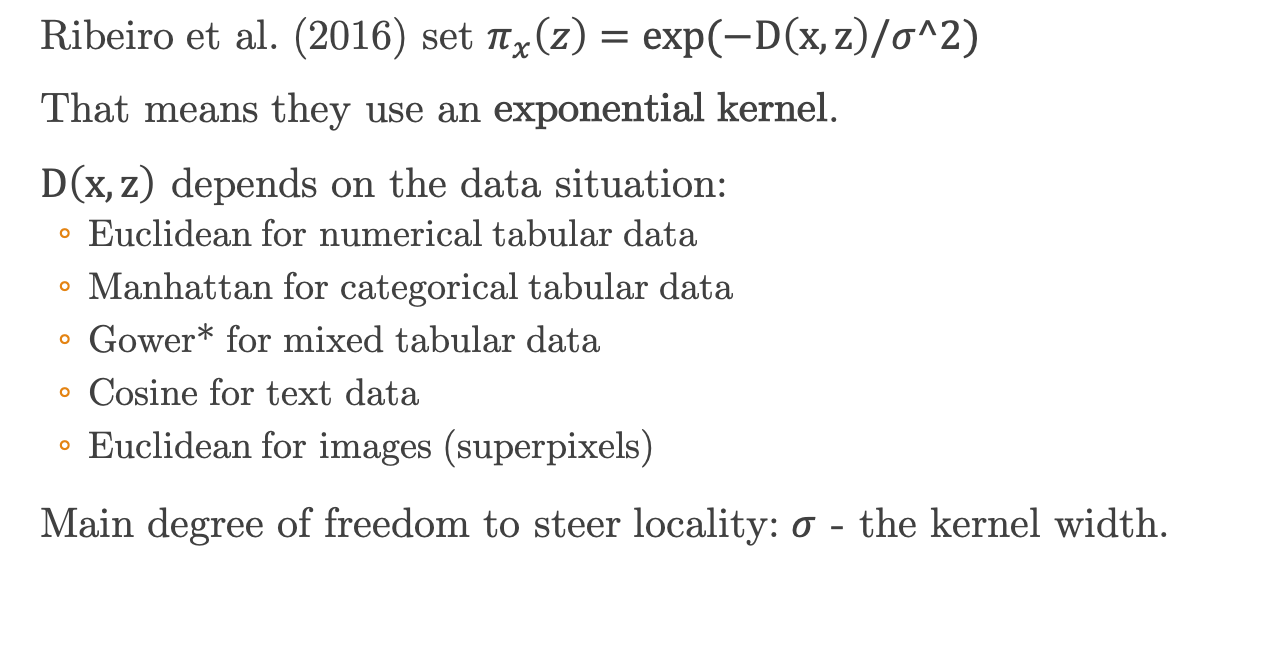 Ribeiro et al. (2016) set πₓ(z) = exp(−D(x, z)/σ^2)
That means they use an exponential kernel.
D(x, z) depends on the data situation:
∘ Euclidean for numerical tabular data
∘ Manhattan for categorical tabular data
∘ Gower* for mixed tabular data
∘ Cosine for text data
∘ Euclidean for images (superpixels)
Main degree of freedom to steer locality: σ - the kernel width.